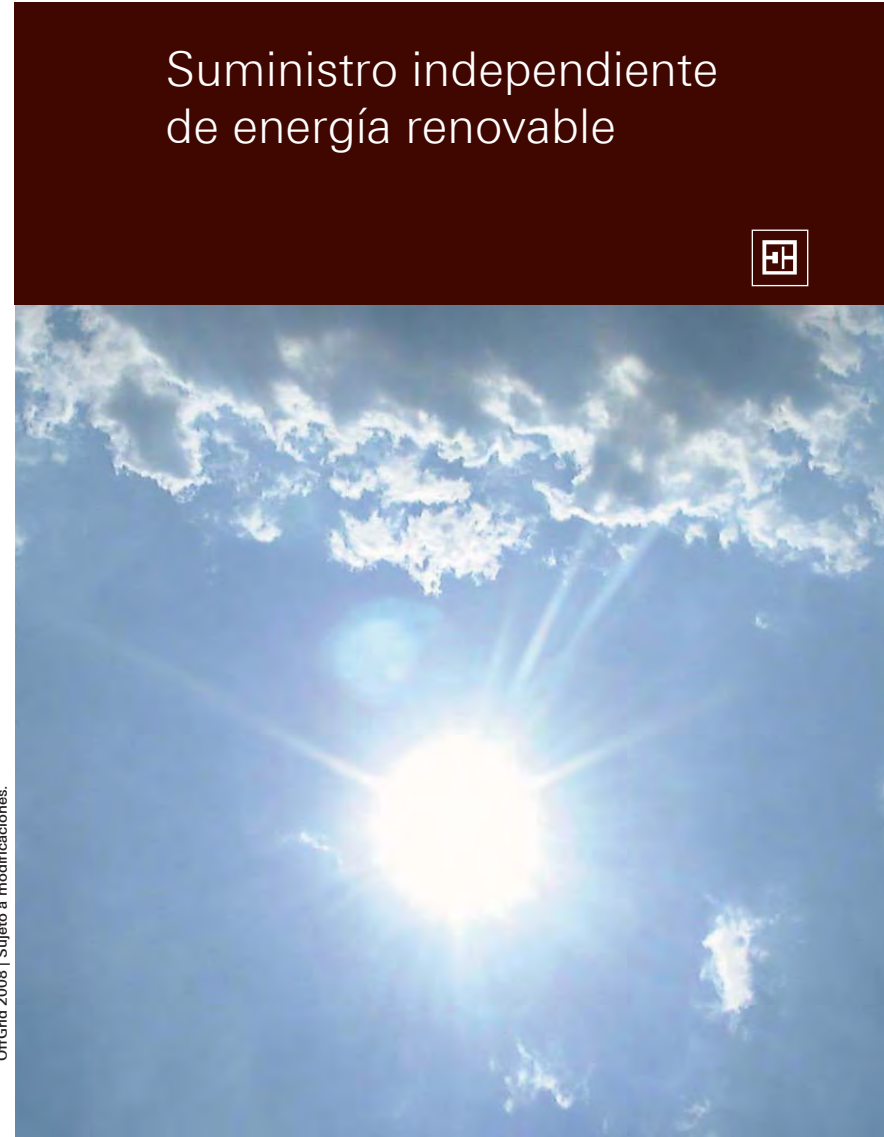 Suministro independiente
de energía renovable
OffGrid 2008 | Sujeto a modificaciones.